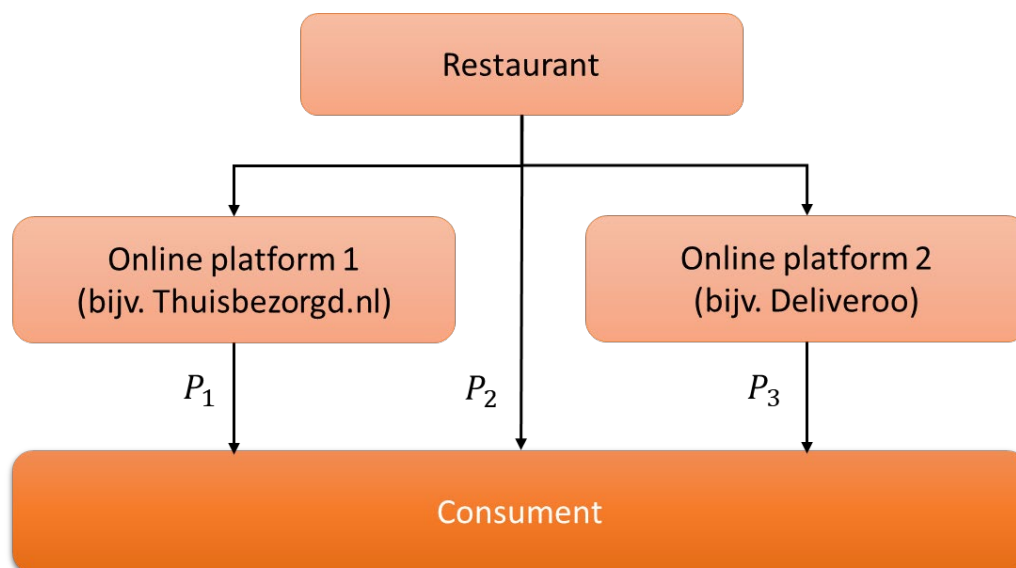 Restaurant
Online platform 1
(bijv. Thuisbezorgd.nl)
Online platform 2
(bijv. Deliveroo)
P₁
P₂
P₃
Consument